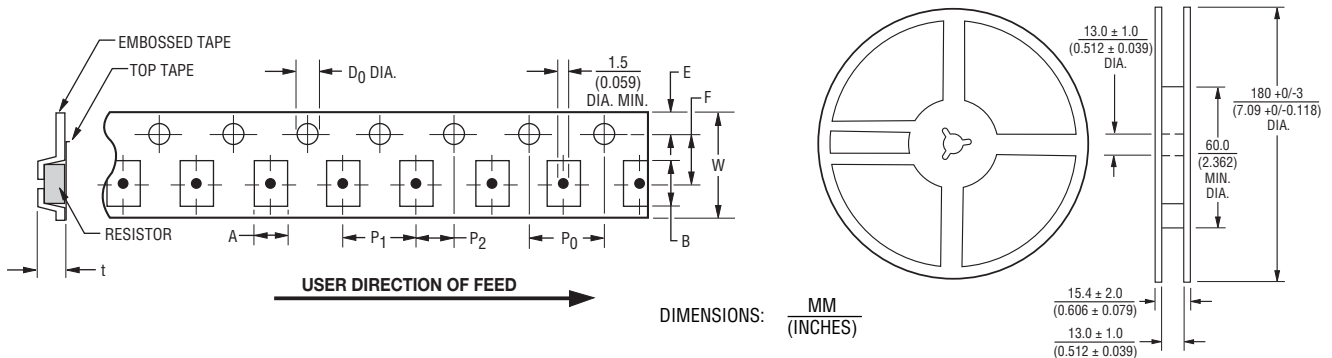 EMBOSSED TAPE
TOP TAPE
D0 DIA.
1.5
(0.059)
DIA. MIN.
E
F
W
B
RESISTOR
A
P1
P2
P0
t
USER DIRECTION OF FEED
DIMENSIONS:
MM
(INCHES)
13.0 ± 1.0
(0.512 ± 0.039)
DIA.
180 +0/-3
(7.09 +0/-0.118)
DIA.
60.0
(2.362)
MIN.
DIA.
15.4 ± 2.0
(0.606 ± 0.079)
13.0 ± 1.0
(0.512 ± 0.039)